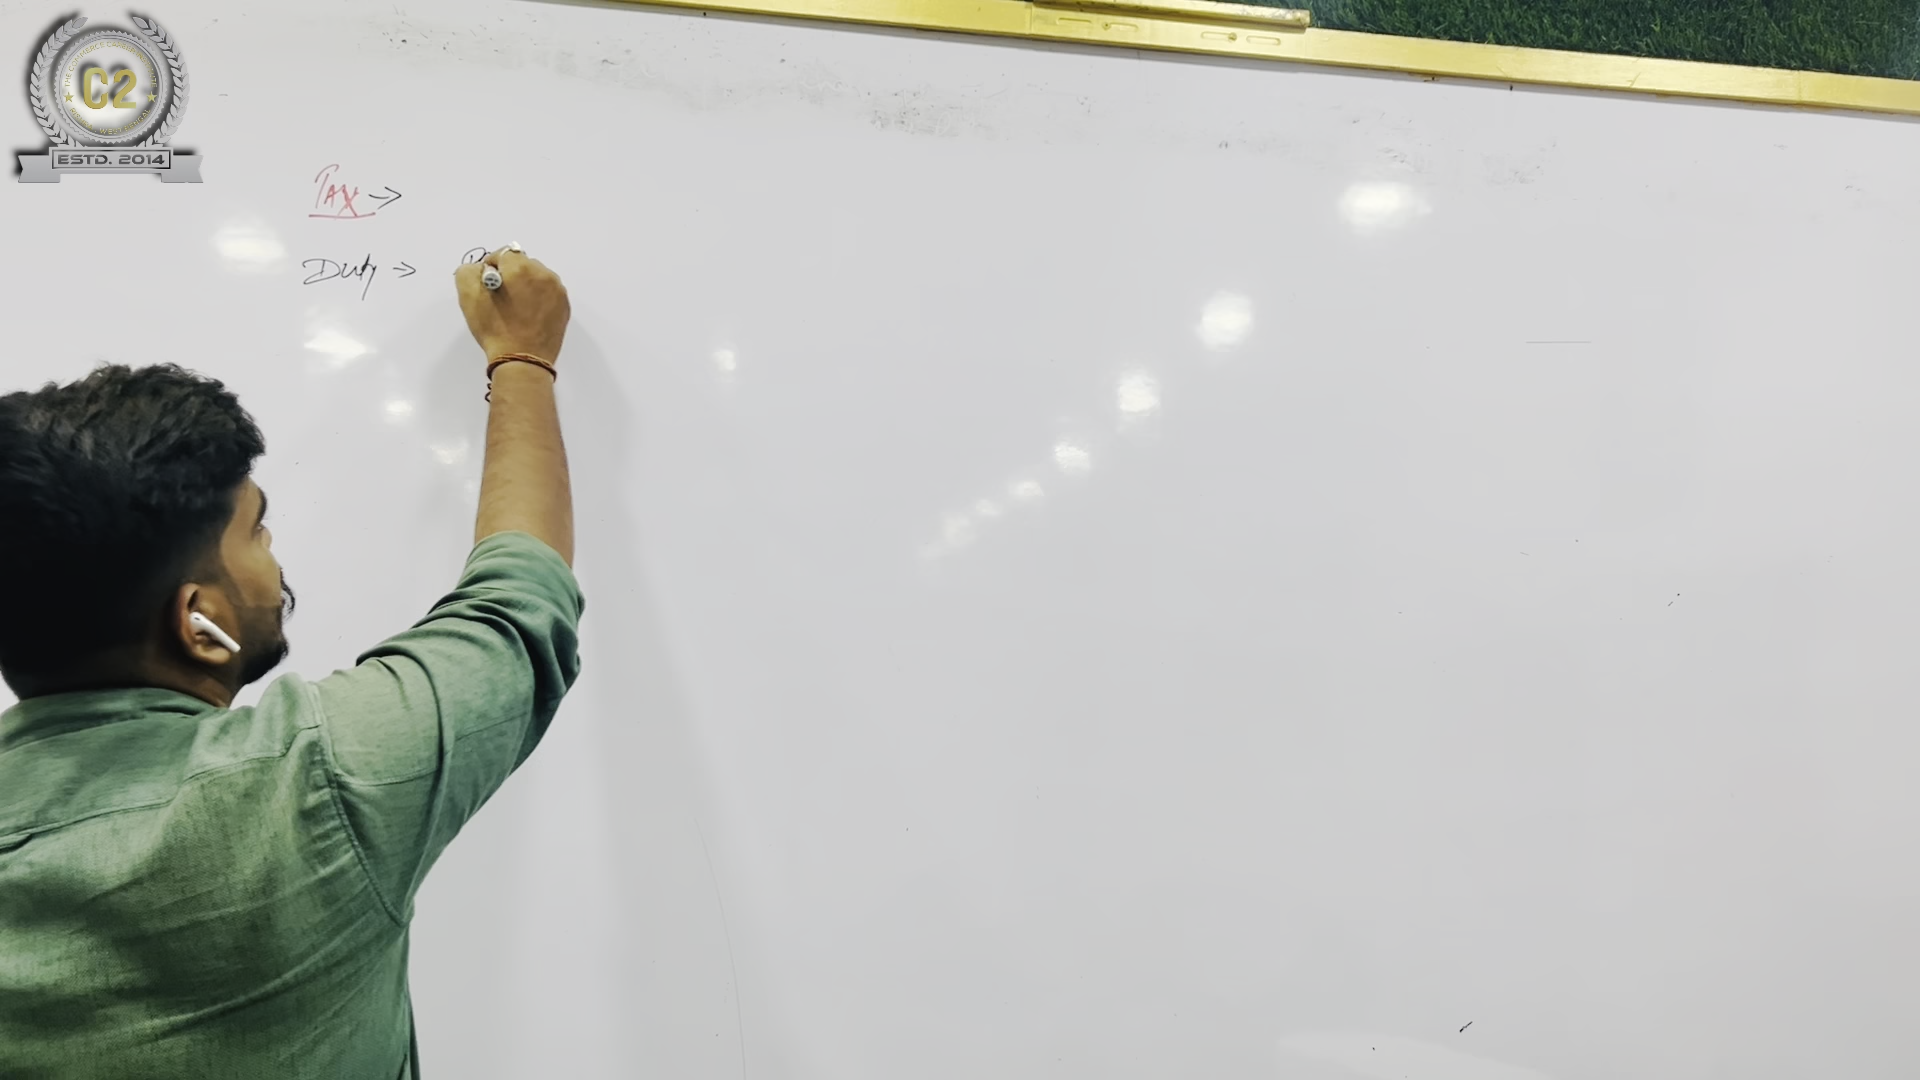 C2
ESTD. 2014
TAX →
Duty →